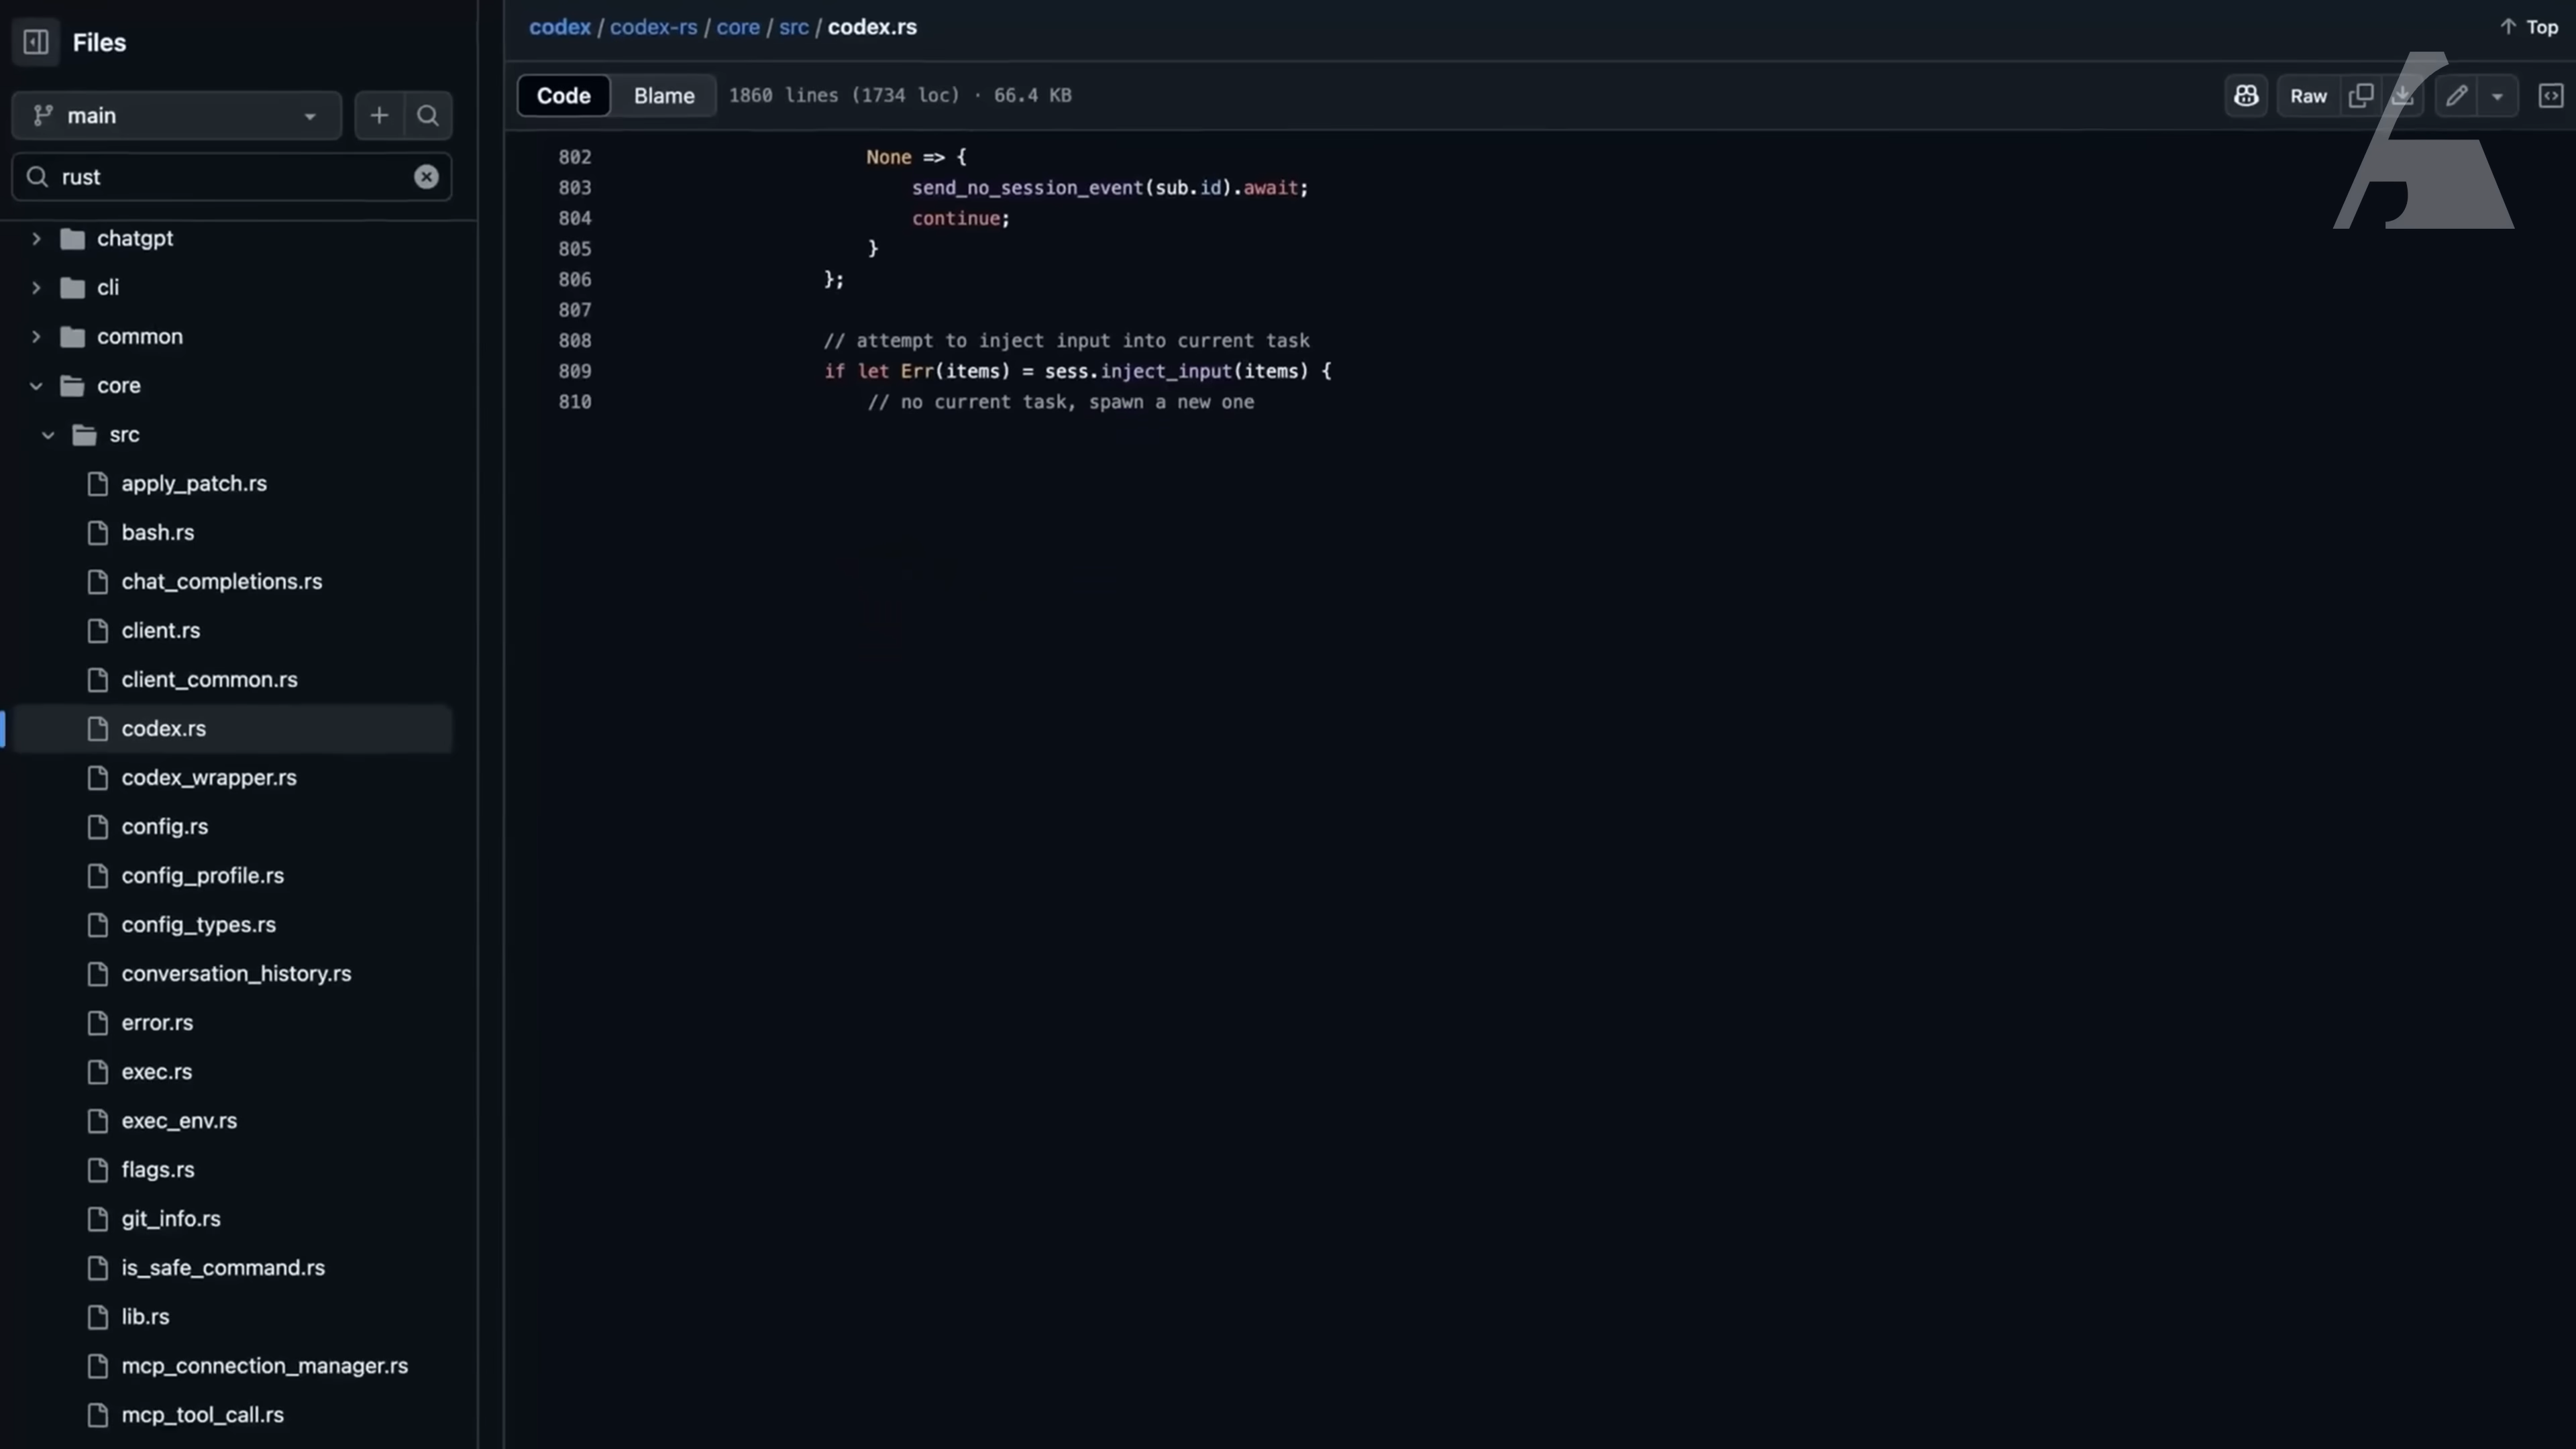 Files
main
rust
chatgpt
cli
common
core
src
apply_patch.rs
bash.rs
chat_completions.rs
client.rs
client_common.rs
codex.rs
codex_wrapper.rs
config.rs
config_profile.rs
config_types.rs
conversation_history.rs
error.rs
exec.rs
exec_env.rs
flags.rs
git_info.rs
is_safe_command.rs
lib.rs
mcp_connection_manager.rs
mcp_tool_call.rs
codex / codex-rs / core / src / codex.rs
Top
Code Blame 1860 lines (1734 loc) · 66.4 KB
Raw
802 None => {
803 send_no_session_event(sub.id).await;
804 continue;
805 }
806 };
807
808 // attempt to inject input into current task
809 if let Err(items) = sess.inject_input(items) {
810 // no current task, spawn a new one